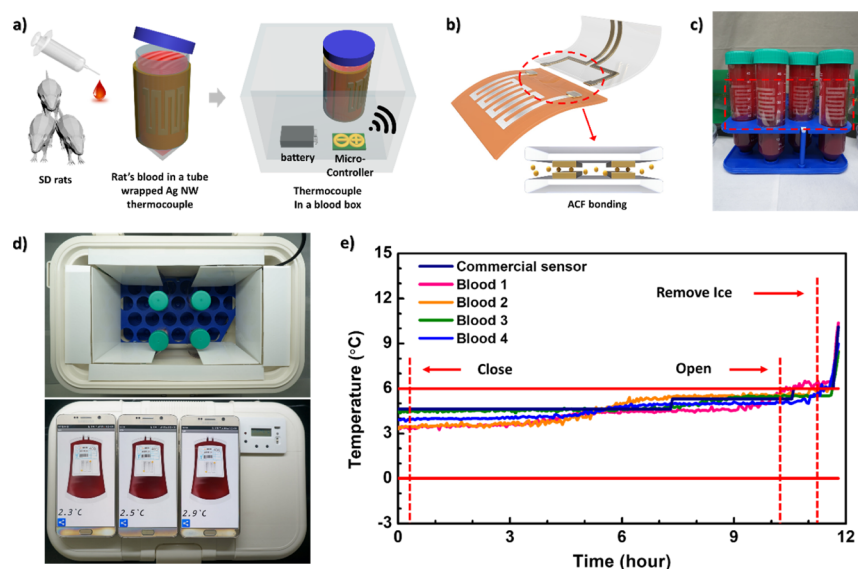 a)
SD rats
Rat's blood in a tube
wrapped Ag NW
thermocouple
battery
Micro-
Controller
Thermocouple
In a blood box
b)
ACF bonding
c)
d)
2.3°C
2.5°C
2.9°C
e)
Temperature (°C)
15
12
9
6
3
0
-3
Commercial sensor
Blood 1
Blood 2
Blood 3
Blood 4
Remove Ice
Close
Open
0
3
6
9
12
Time (hour)